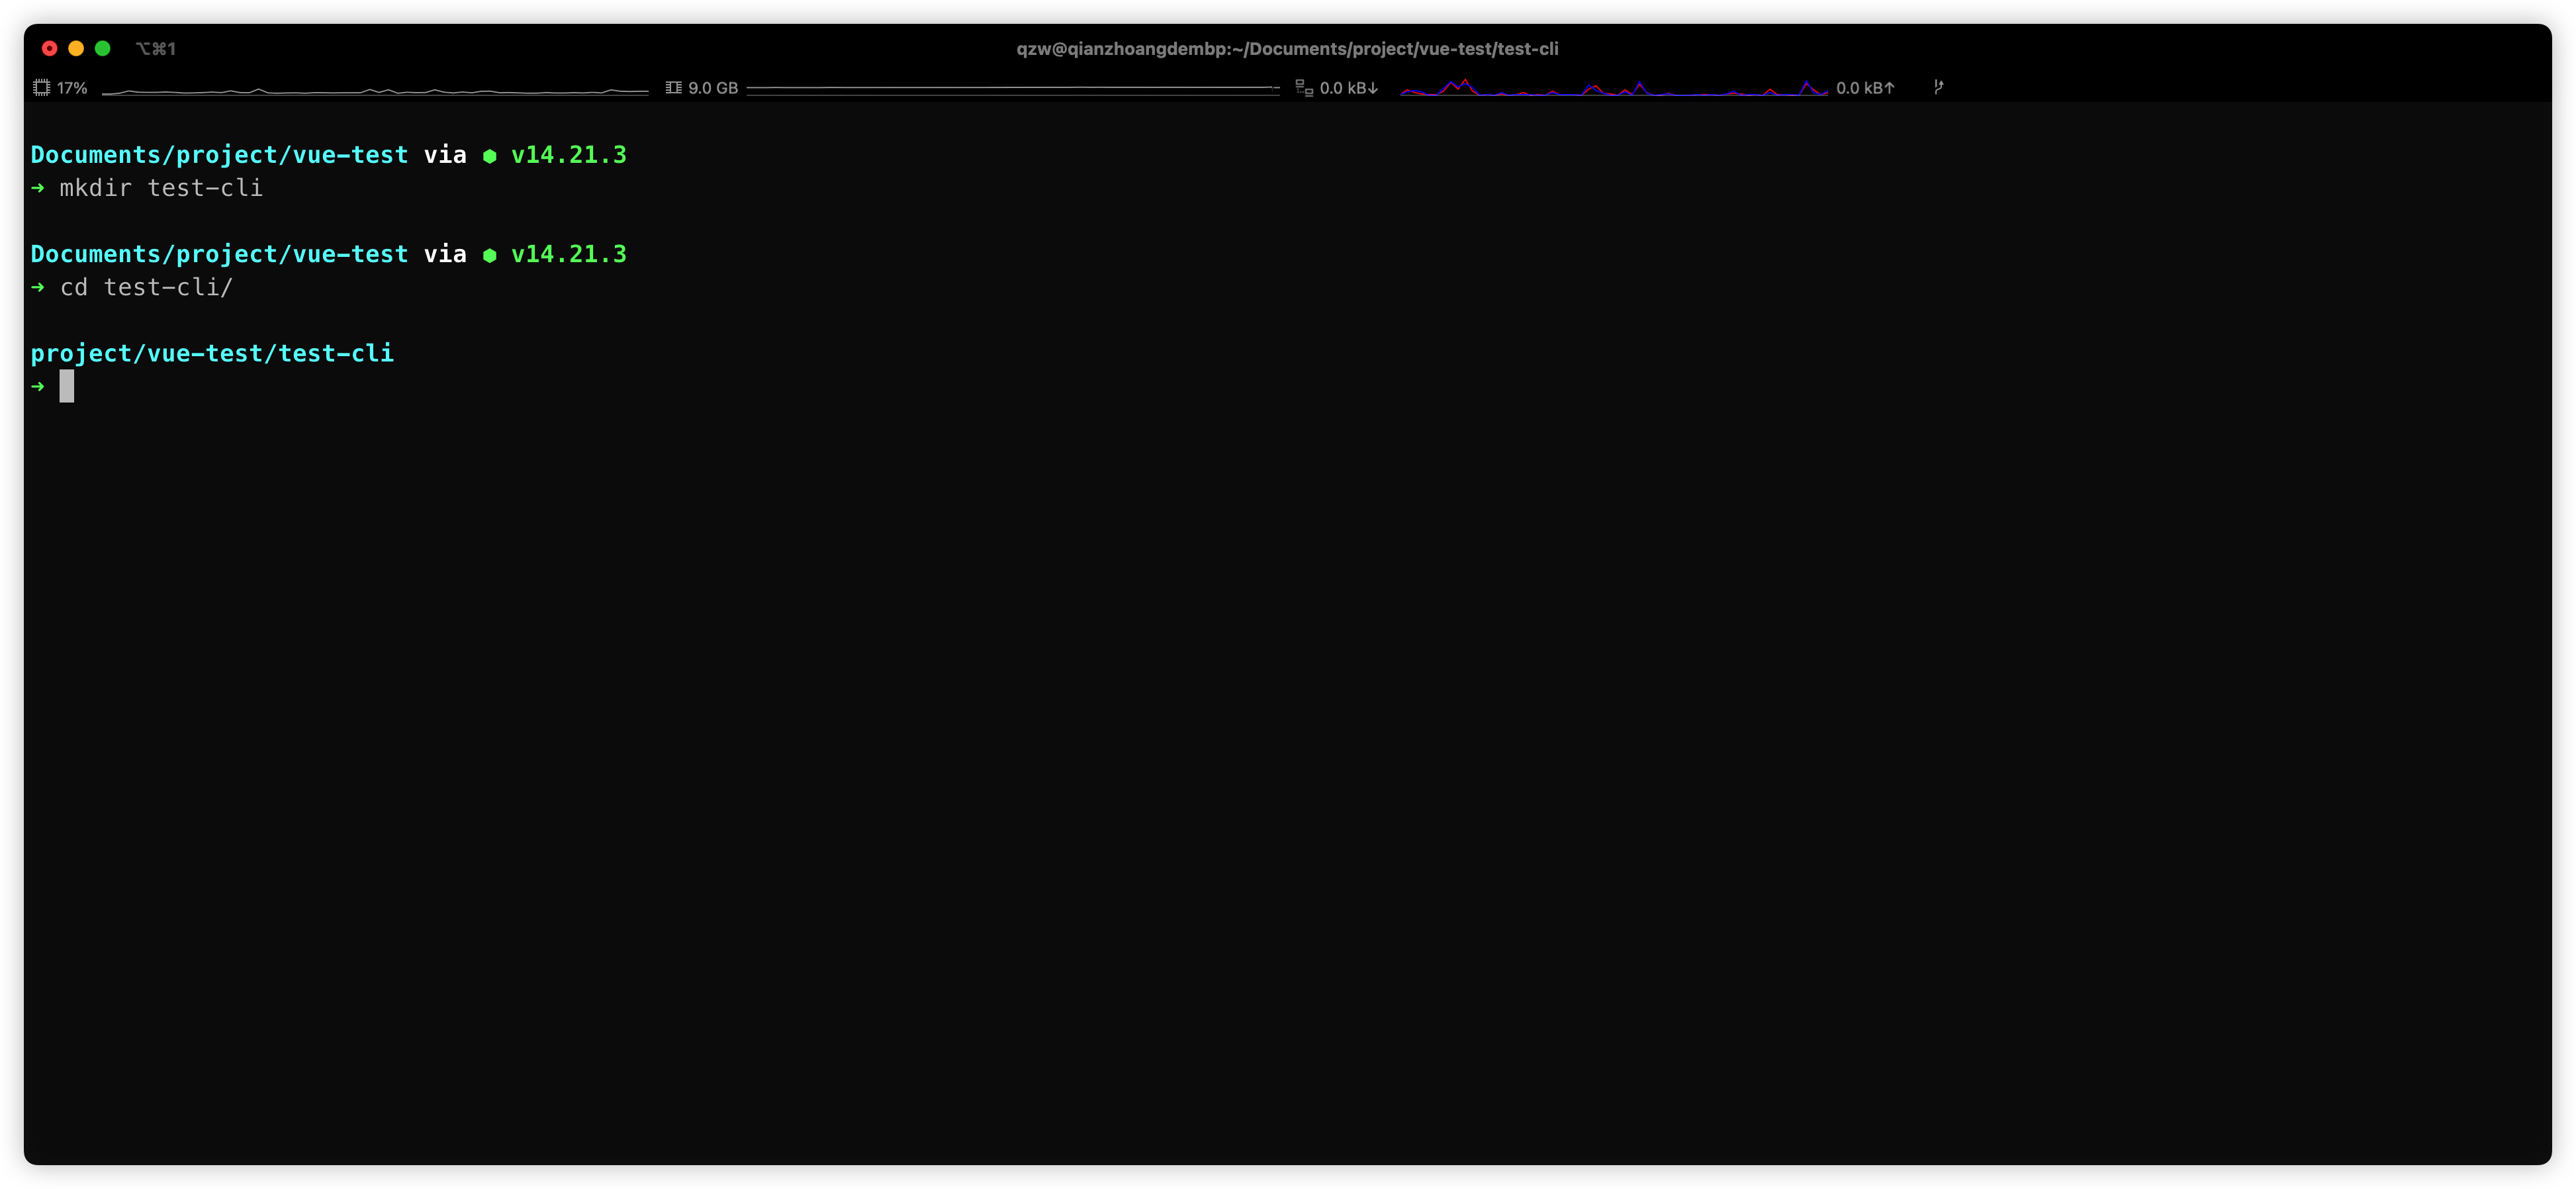 ⌥⌘1
qzw@qianzhoangdembp:~/Documents/project/vue-test/test-cli
17% 9.0 GB 0.0 kB↓ 0.0 kB↑
Documents/project/vue-test via ⬢ v14.21.3
➜ mkdir test-cli
Documents/project/vue-test via ⬢ v14.21.3
➜ cd test-cli/
project/vue-test/test-cli
➜